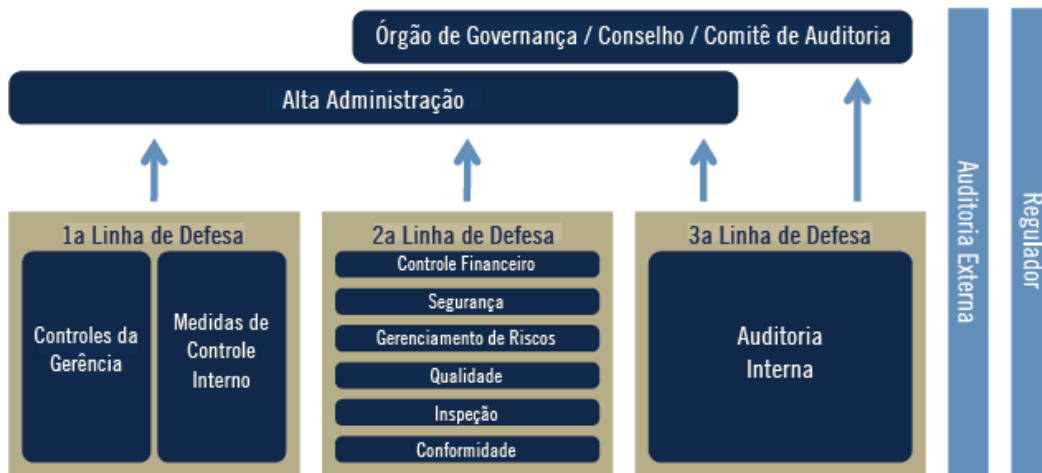 Órgão de Governança / Conselho / Comitê de Auditoria
Alta Administração
1a Linha de Defesa
Controles da
Gerência
Medidas de
Controle
Interno
2a Linha de Defesa
Controle Financeiro
Segurança
Gerenciamento de Riscos
Qualidade
Inspeção
Conformidade
3a Linha de Defesa
Auditoria
Interna
Auditoria Externa
Regulador